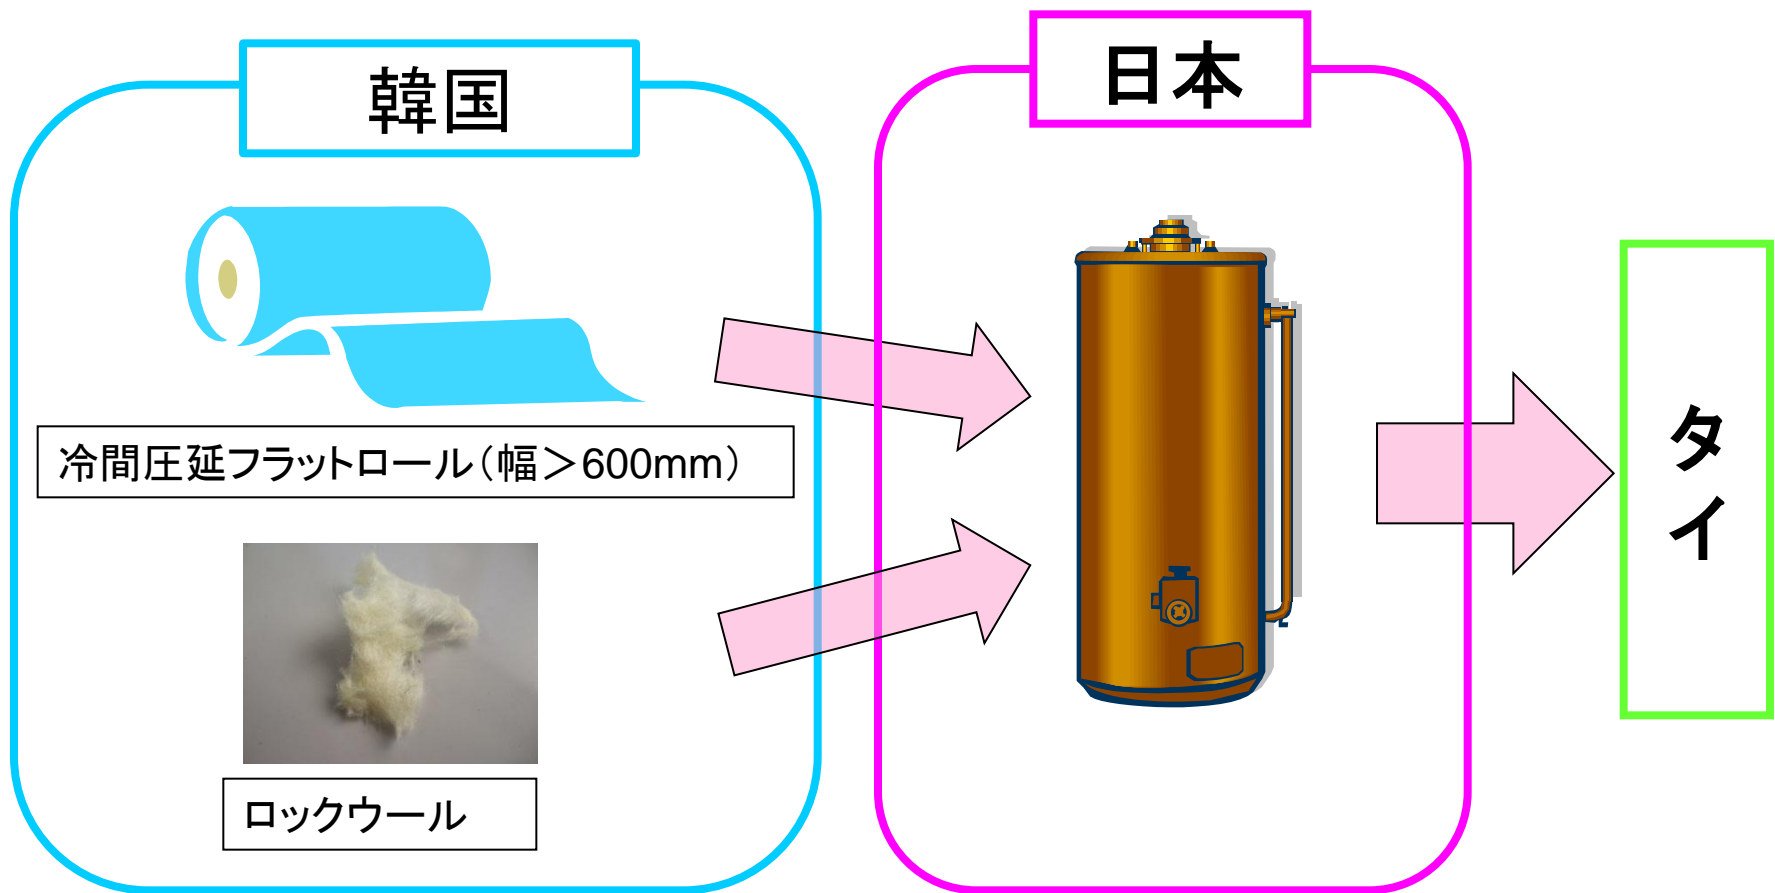 韓国
日本
冷間圧延フラットロール（幅＞600mm）
ロックウール
タイ